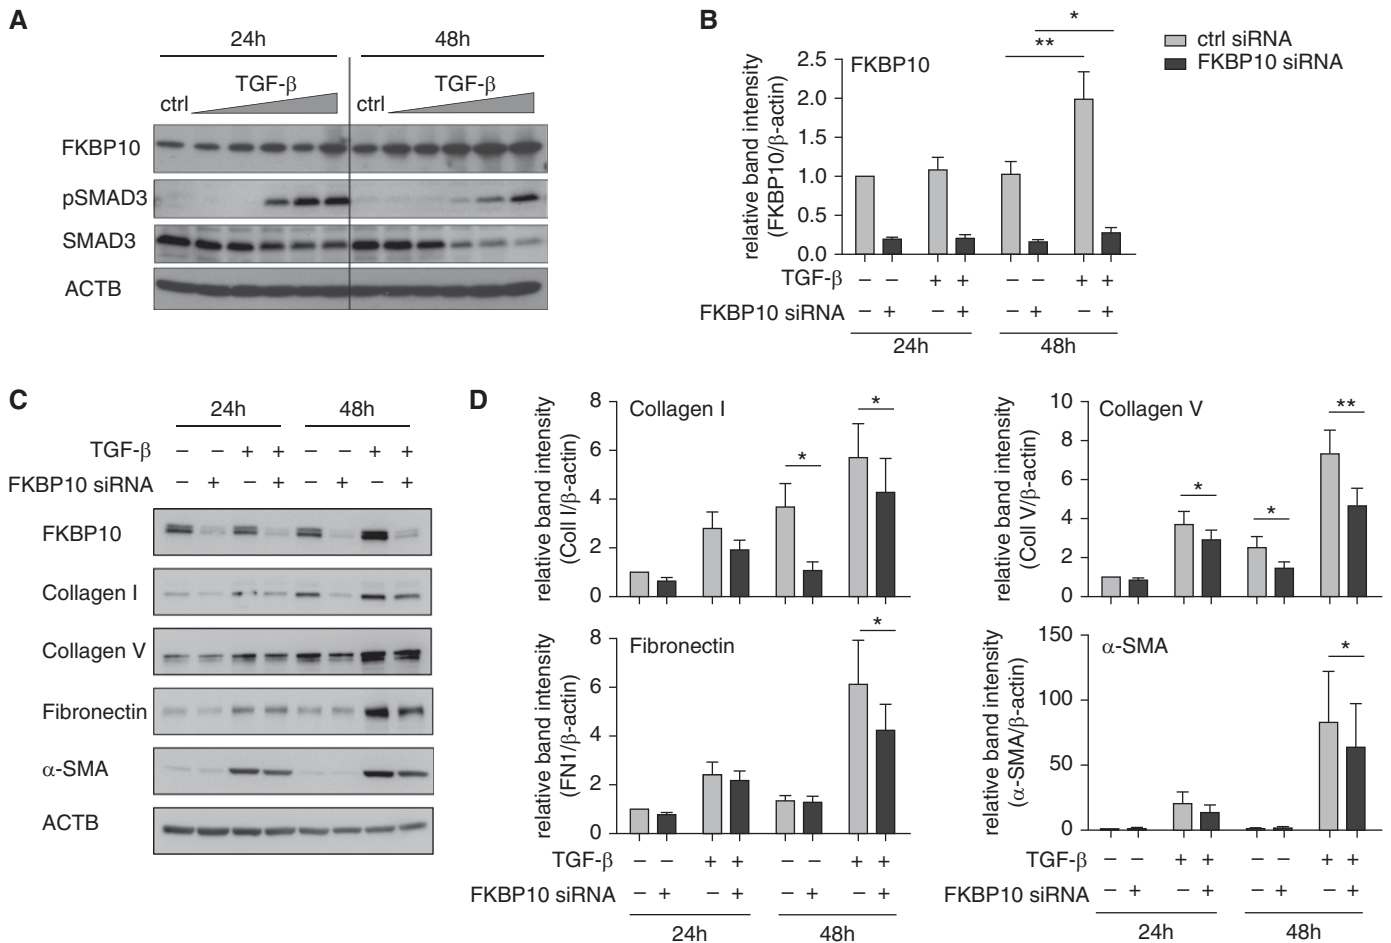 A
24h 48h
TGF-β TGF-β
ctrl ctrl
FKBP10
pSMAD3
SMAD3
ACTB
B
*
**
ctrl siRNA
FKBP10 siRNA
FKBP10
relative band intensity
(FKBP10/β-actin)
2.5
2.0
1.5
1.0
0.5
0.0
TGF-β – – + + – – + +
FKBP10 siRNA – + – + – + – +
24h 48h
C
24h 48h
TGF-β – – + + – – + +
FKBP10 siRNA – + – + – + – +
FKBP10
Collagen I
Collagen V
Fibronectin
α-SMA
ACTB
D
Collagen I
relative band intensity
(Coll I/β-actin)
8
6
4
2
0
*
*
Collagen V
relative band intensity
(Coll V/β-actin)
10
8
6
4
2
0
*
*
**
Fibronectin
relative band intensity
(FN1/β-actin)
8
6
4
2
0
*
TGF-β – – + + – – + +
FKBP10 siRNA – + – + – + – +
24h 48h
α-SMA
relative band intensity
(α-SMA/β-actin)
150
100
50
0
*
TGF-β – – + + – – + +
FKBP10 siRNA – + – + – + – +
24h 48h